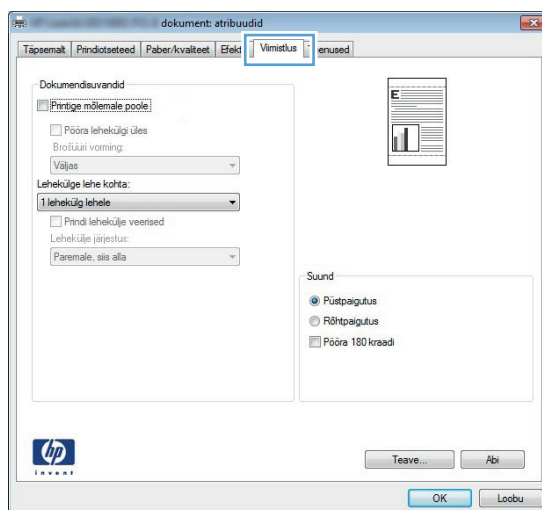 dokument: atribuudid
Täpsemalt Prindiotseteed Paber/kvaliteet Efekt Viimistlus Teenused
Dokumendisuvandid
Printige mõlemale poole
Pööra lehekülgi üles
Brošüüri vorming:
Väljas
Lehekülge lehe kohta:
1 lehekülg lehele
Prindi lehekülje veerised
Lehekülje järjestus:
Paremale, siis alla
E
Suund
Püstpaigutus
Rõhtpaigutus
Pööra 180 kraadi
hp
invent
Teave... Abi
OK Loobu